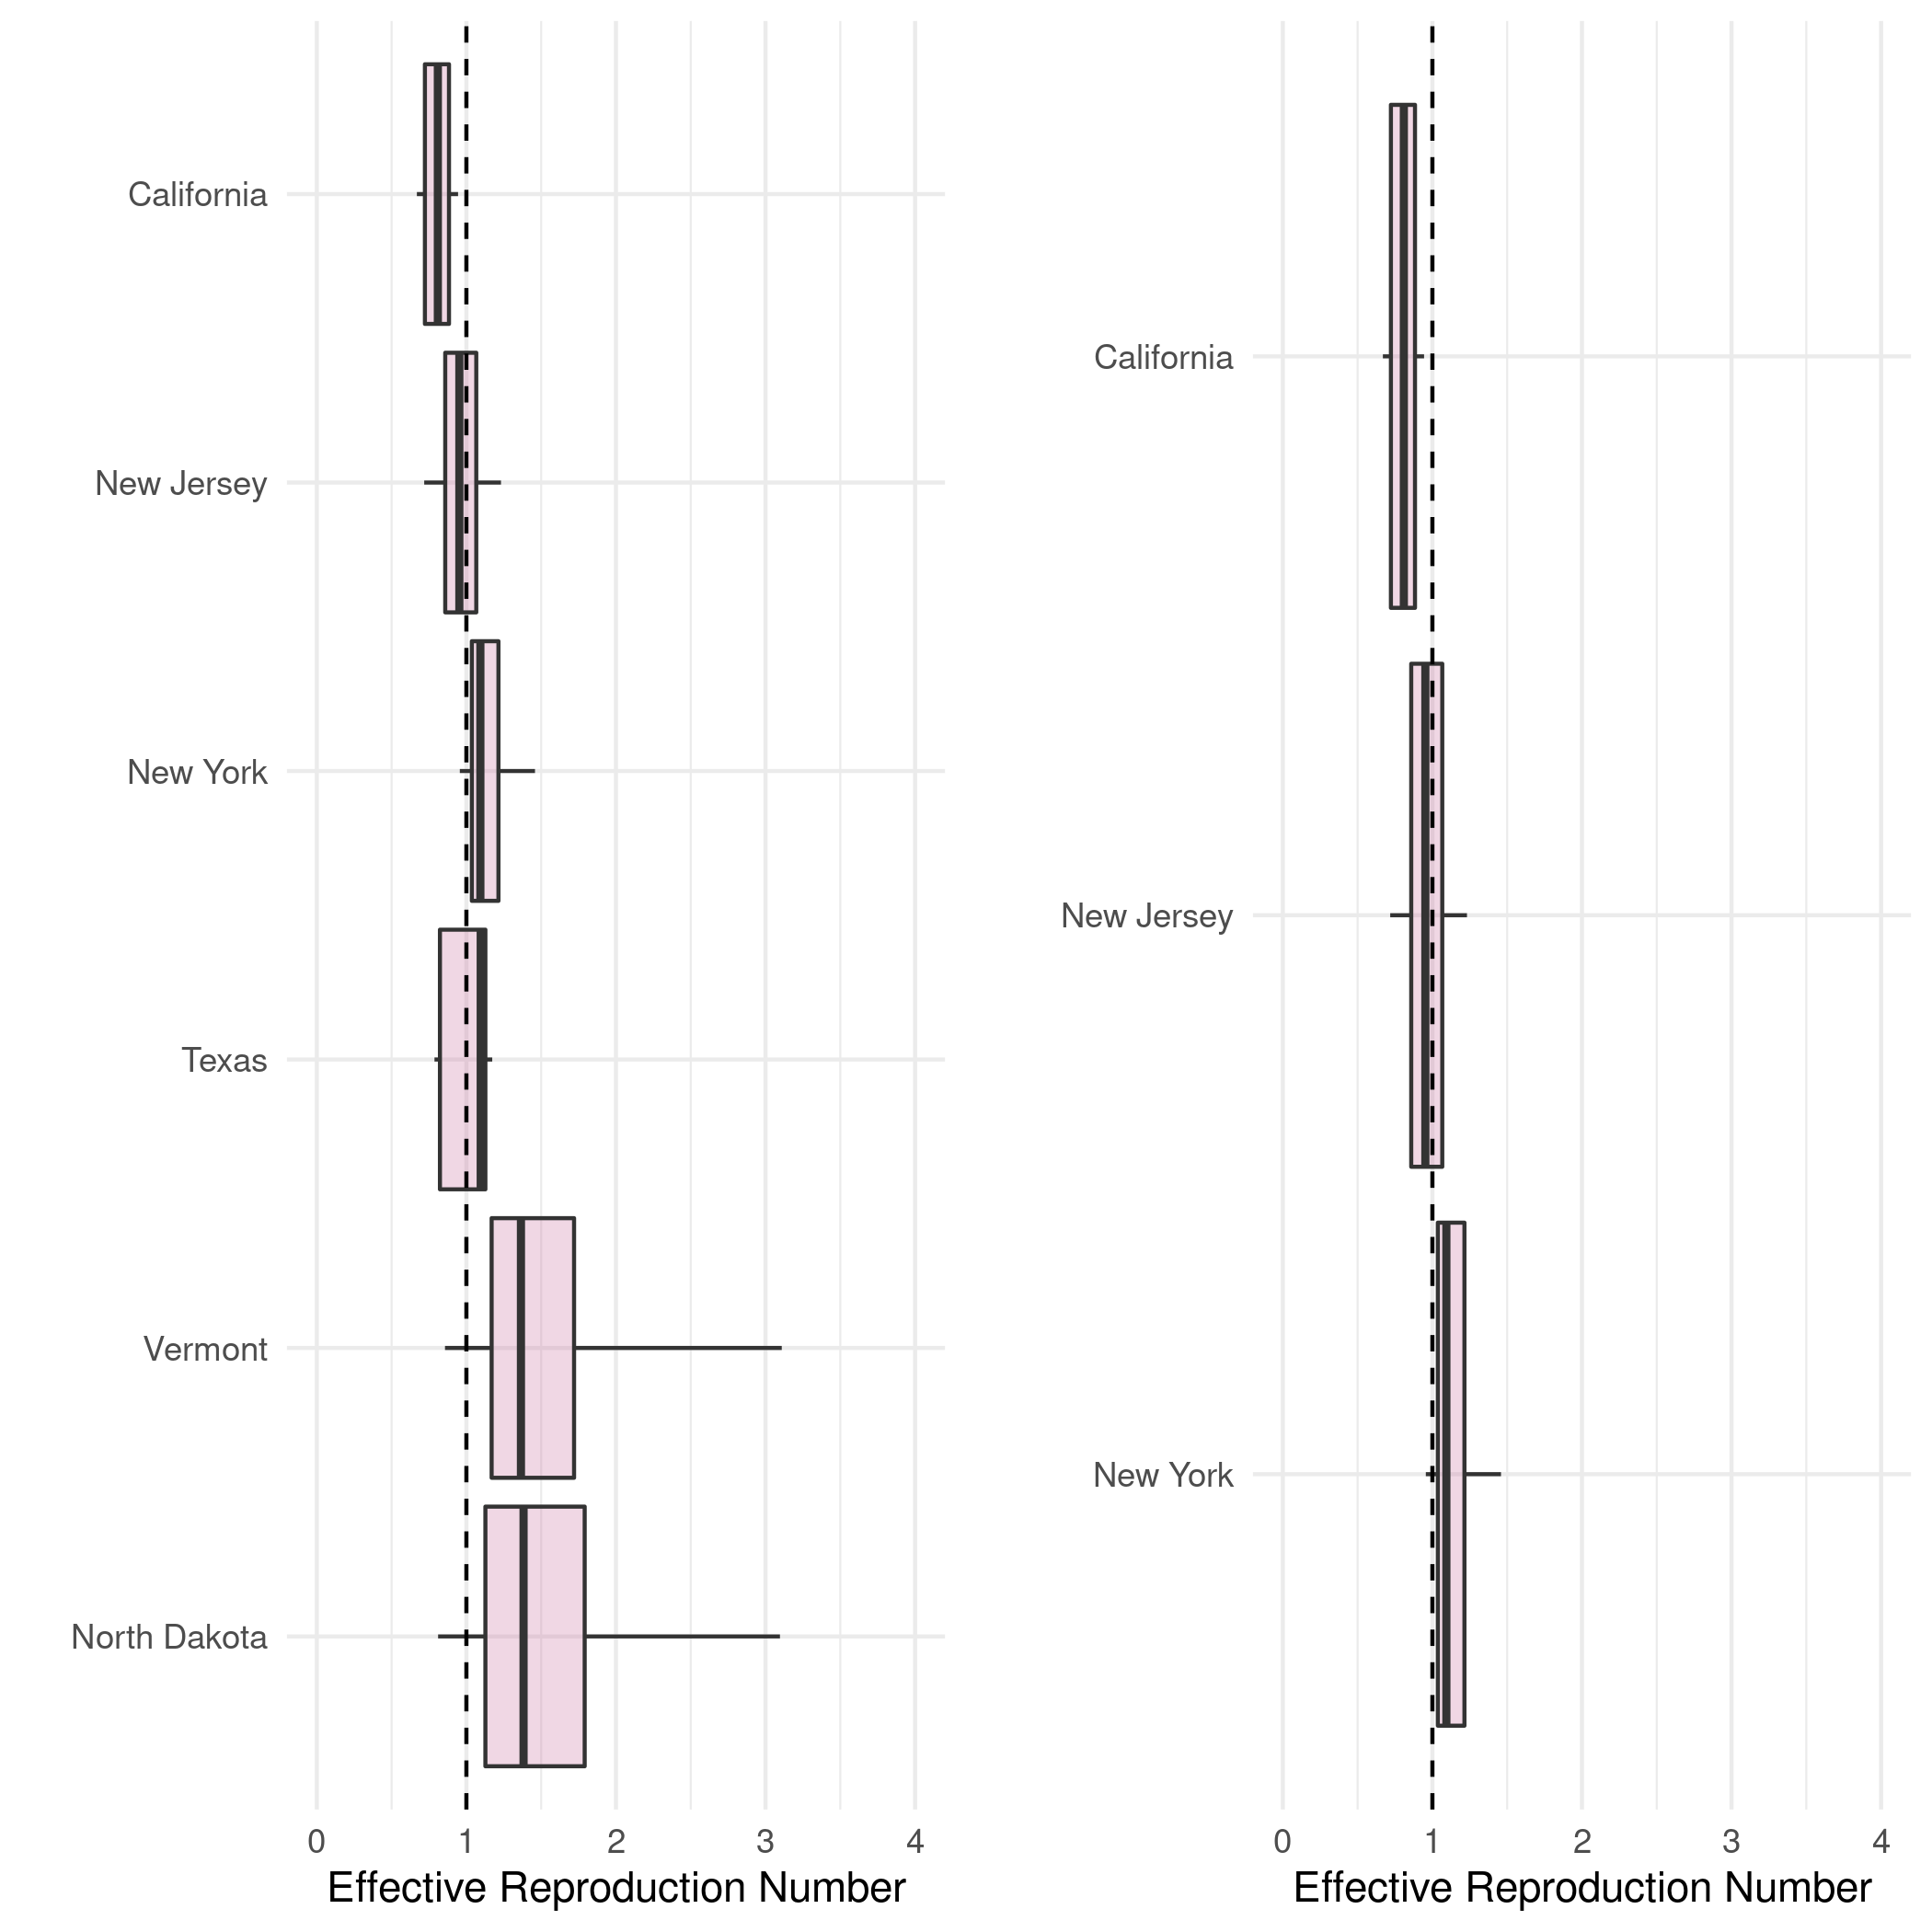 California
New Jersey
New York
Texas
Vermont
North Dakota
0 1 2 3 4
Effective Reproduction Number
California
New Jersey
New York
0 1 2 3 4
Effective Reproduction Number